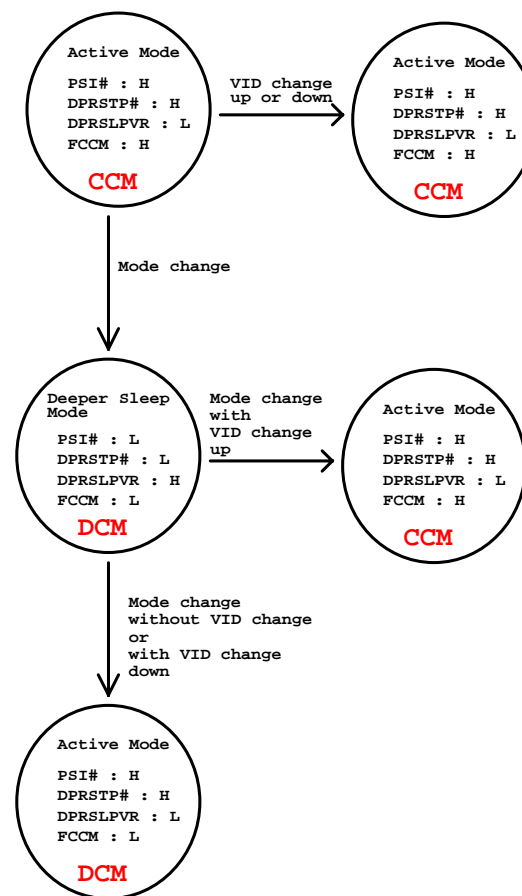 Active Mode
PSI# : H
DPRSTP# : H
DPRSLPVR : L
FCCM : H
CCM
VID change
up or down
Active Mode
PSI# : H
DPRSTP# : H
DPRSLPVR : L
FCCM : H
CCM
Mode change
Deeper Sleep
Mode
PSI# : L
DPRSTP# : L
DPRSLPVR : H
FCCM : L
DCM
Mode change
with
VID change
up
Active Mode
PSI# : H
DPRSTP# : H
DPRSLPVR : L
FCCM : H
CCM
Mode change
without VID change
or
with VID change
down
Active Mode
PSI# : H
DPRSTP# : H
DPRSLPVR : L
FCCM : L
DCM